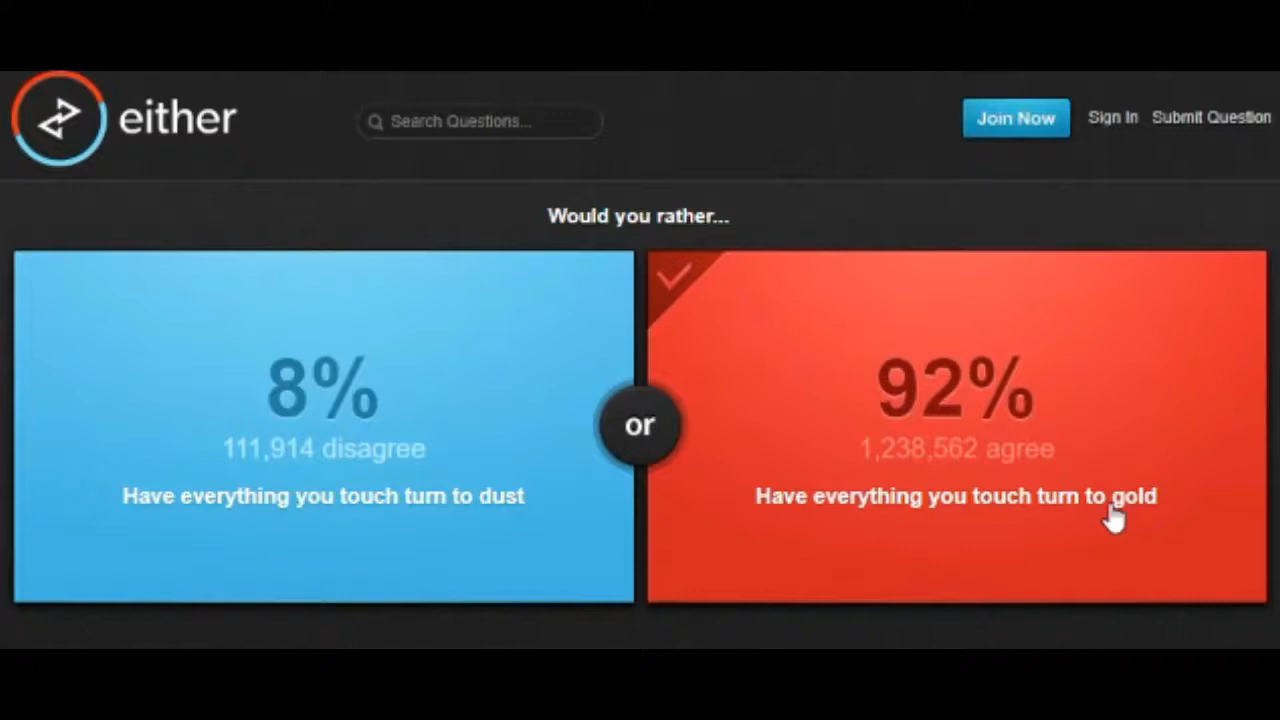 either
Search Questions...
Join Now
Sign In
Submit Question
Would you rather...
8%
111,914 disagree
Have everything you touch turn to dust
or
92%
1,238,562 agree
Have everything you touch turn to gold